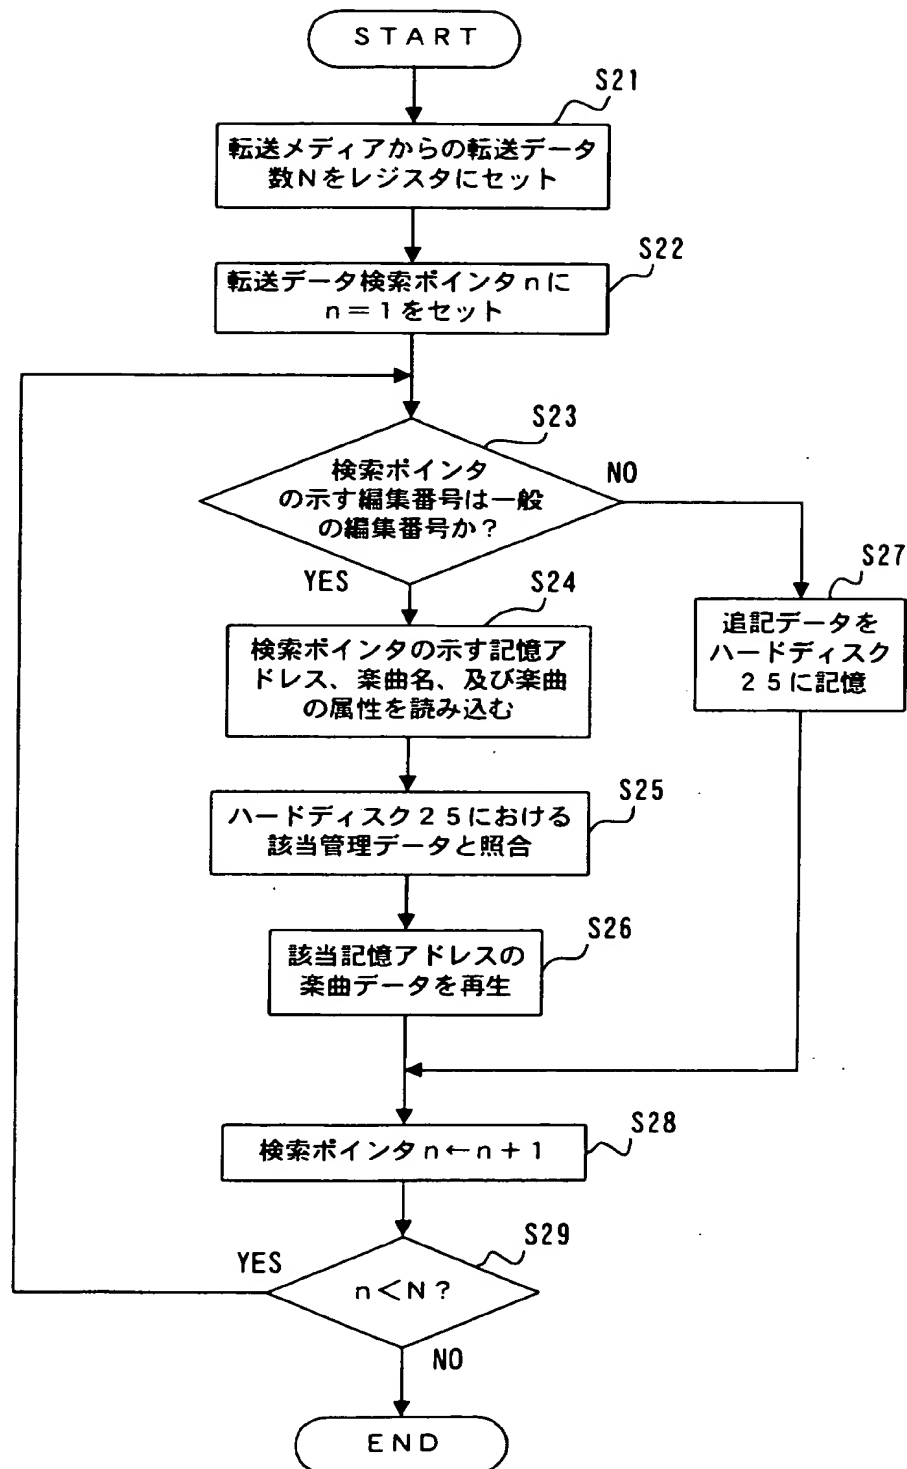 START
S21
転送メディアからの転送データ
数Nをレジスタにセット
S22
転送データ検索ポインタnに
n=1をセット
S23
検索ポインタ
の示す編集番号は一般
の編集番号か?
NO
YES
S24
検索ポインタの示す記憶ア
ドレス、楽曲名、及び楽曲
の属性を読み込む
S27
追記データを
ハードディスク
25に記憶
S25
ハードディスク25における
該当管理データと照合
S26
該当記憶アドレスの
楽曲データを再生
S28
検索ポインタn←n+1
S29
YES
n<N?
NO
END